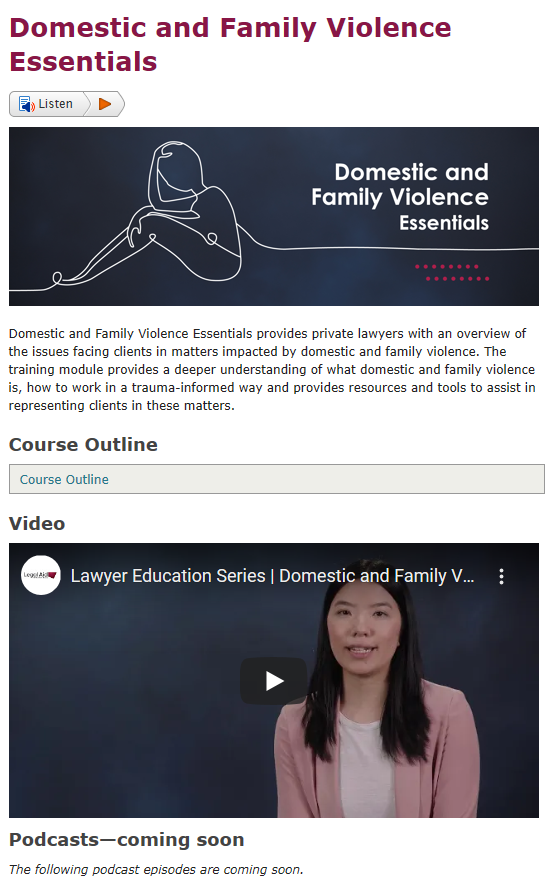 Domestic and Family Violence
Essentials
Listen
Domestic and
Family Violence
Essentials
Domestic and Family Violence Essentials provides private lawyers with an overview of
the issues facing clients in matters impacted by domestic and family violence. The
training module provides a deeper understanding of what domestic and family violence
is, how to work in a trauma-informed way and provides resources and tools to assist in
representing clients in these matters.
Course Outline
Course Outline
Video
Legal Aid
Lawyer Education Series | Domestic and Family V...
Podcasts—coming soon
The following podcast episodes are coming soon.